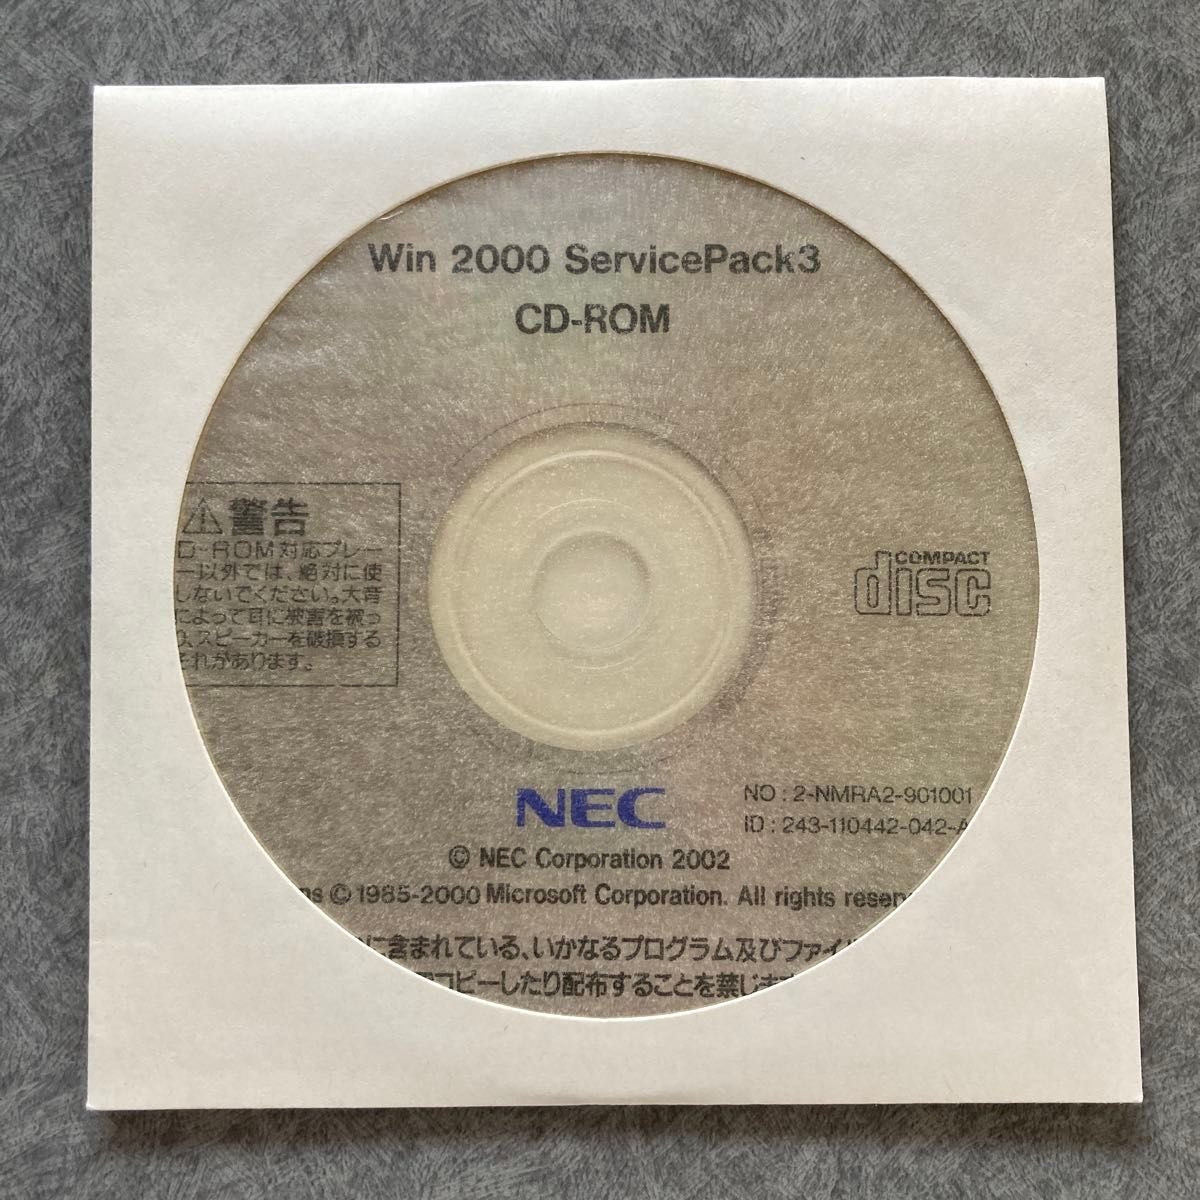 Win 2000 ServicePack3
CD-ROM
警告
D-ROM対応プレー
ー以外では、絶対に使
しないでください。大音
によって耳に被害を被っ
り、スピーカーを破損する
それがあります。
COMPACT
disc
NEC
NO : 2-NMRA2-901001
ID : 243-110442-042-A
© NEC Corporation 2002
ns © 1985-2000 Microsoft Corporation. All rights reserv
に含まれている、いかなるプログラム及びファイル
コピーしたり配布することを禁じま